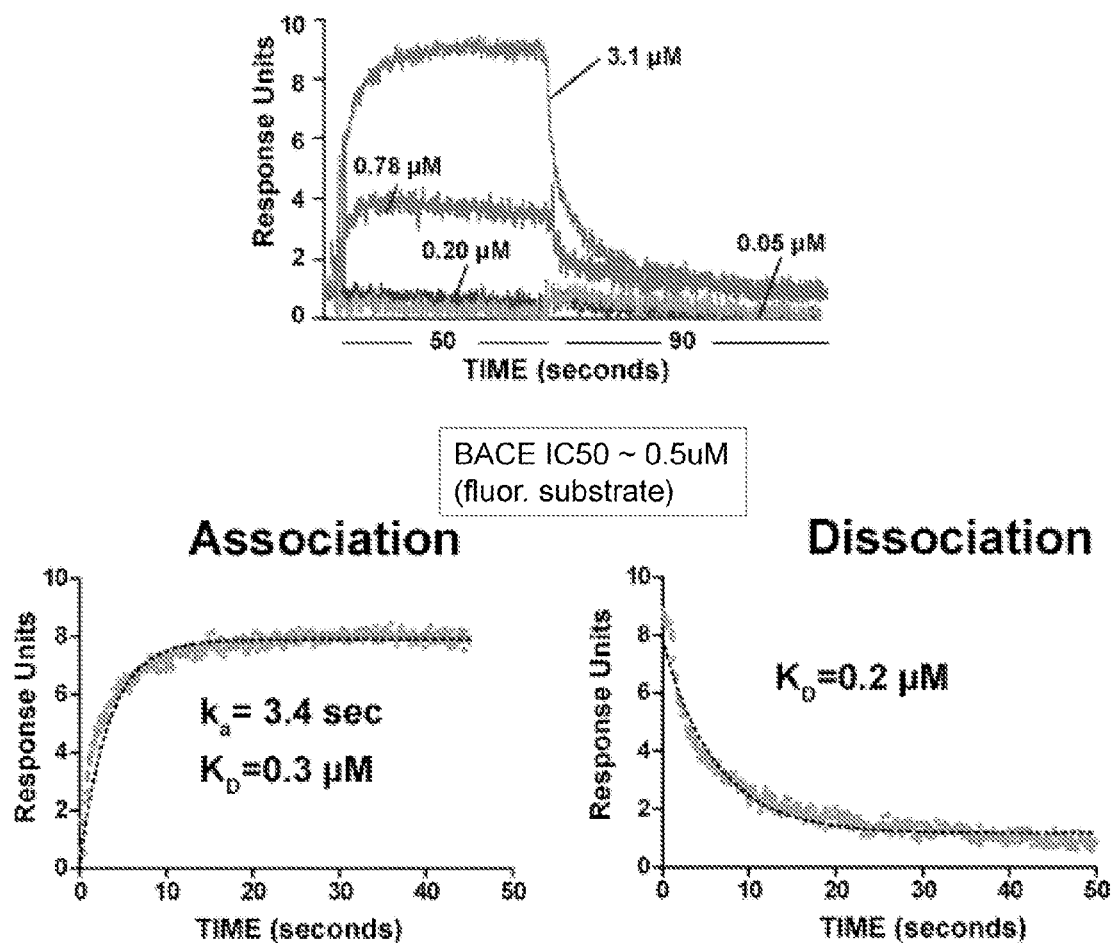 10
8
6
4
2
0
Response Units
3.1 µM
0.78 µM
0.20 µM
0.05 µM
50
90
TIME (seconds)
BACE IC50 ~ 0.5uM
(fluor. substrate)
Association
10
8
6
4
2
0
Response Units
kₐ= 3.4 sec
K_D=0.3 µM
0 10 20 30 40 50
TIME (seconds)
Dissociation
10
8
6
4
2
0
Response Units
K_D=0.2 µM
0 10 20 30 40 50
TIME (seconds)